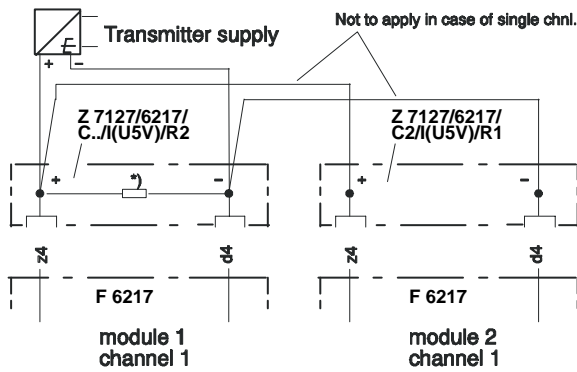 Transmitter supply
Not to apply in case of single chnl.
E
+ –
Z 7127/6217/
C../I(U5V)/R2
Z 7127/6217/
C2/I(U5V)/R1
+ *) –
+ –
z4 d4 z4 d4
F 6217 F 6217
module 1
channel 1
module 2
channel 1